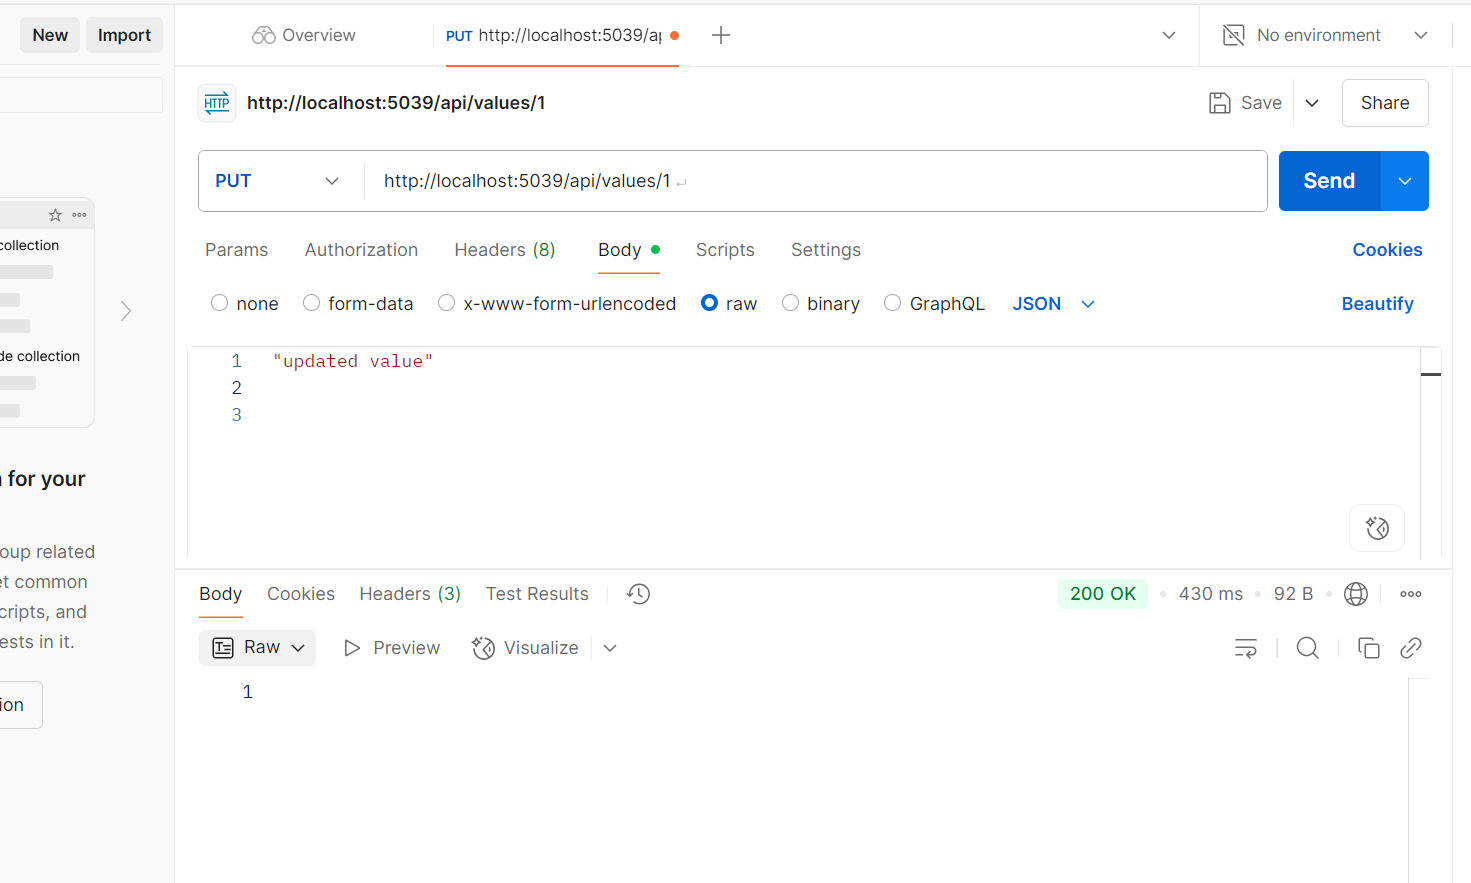 New Import
Overview
PUT http://localhost:5039/ap
No environment
HTTP http://localhost:5039/api/values/1
Save
Share
PUT http://localhost:5039/api/values/1
Send
Params Authorization Headers (8) Body Scripts Settings Cookies
none form-data x-www-form-urlencoded raw binary GraphQL JSON Beautify
1 "updated value"
2
3
collection
de collection
for your
oup related
et common
cripts, and
ests in it.
ion
Body Cookies Headers (3) Test Results 200 OK 430 ms 92 B
Raw Preview Visualize
1